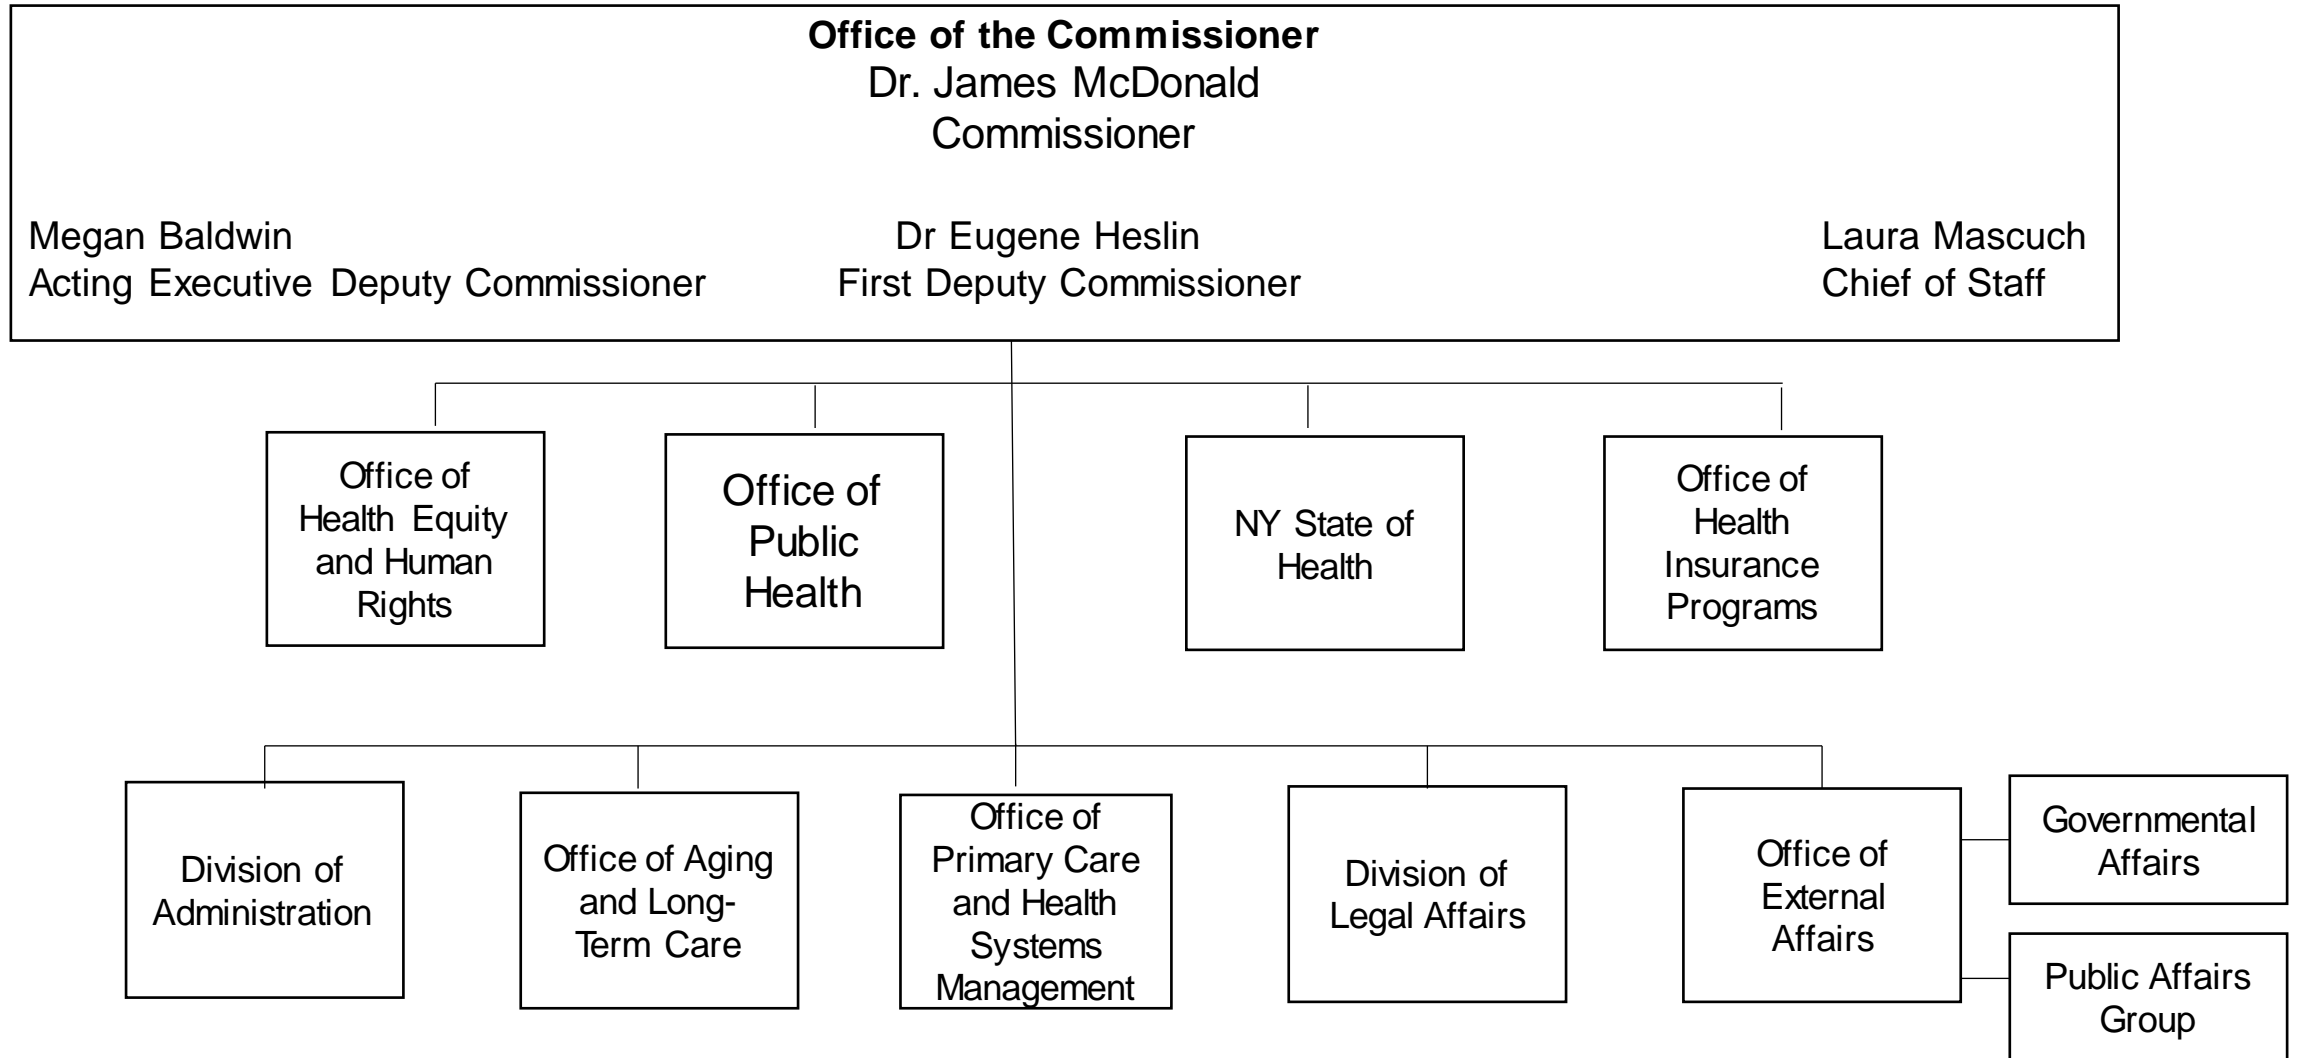 Office of the Commissioner
Dr. James McDonald
Commissioner
Megan Baldwin
Acting Executive Deputy Commissioner
Dr Eugene Heslin
First Deputy Commissioner
Laura Mascuch
Chief of Staff
Office of
Health Equity
and Human
Rights
Office of
Public
Health
NY State of
Health
Office of
Health
Insurance
Programs
Division of
Administration
Office of Aging
and Long-
Term Care
Office of
Primary Care
and Health
Systems
Management
Division of
Legal Affairs
Office of
External
Affairs
Governmental
Affairs
Public Affairs
Group